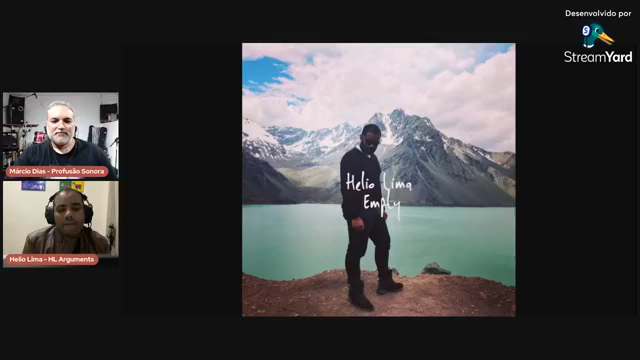 Desenvolvido por
StreamYard
Márcio Dias - Profusão Sonora
Helio Lima - HL Arguments
Helio Lima
Empty